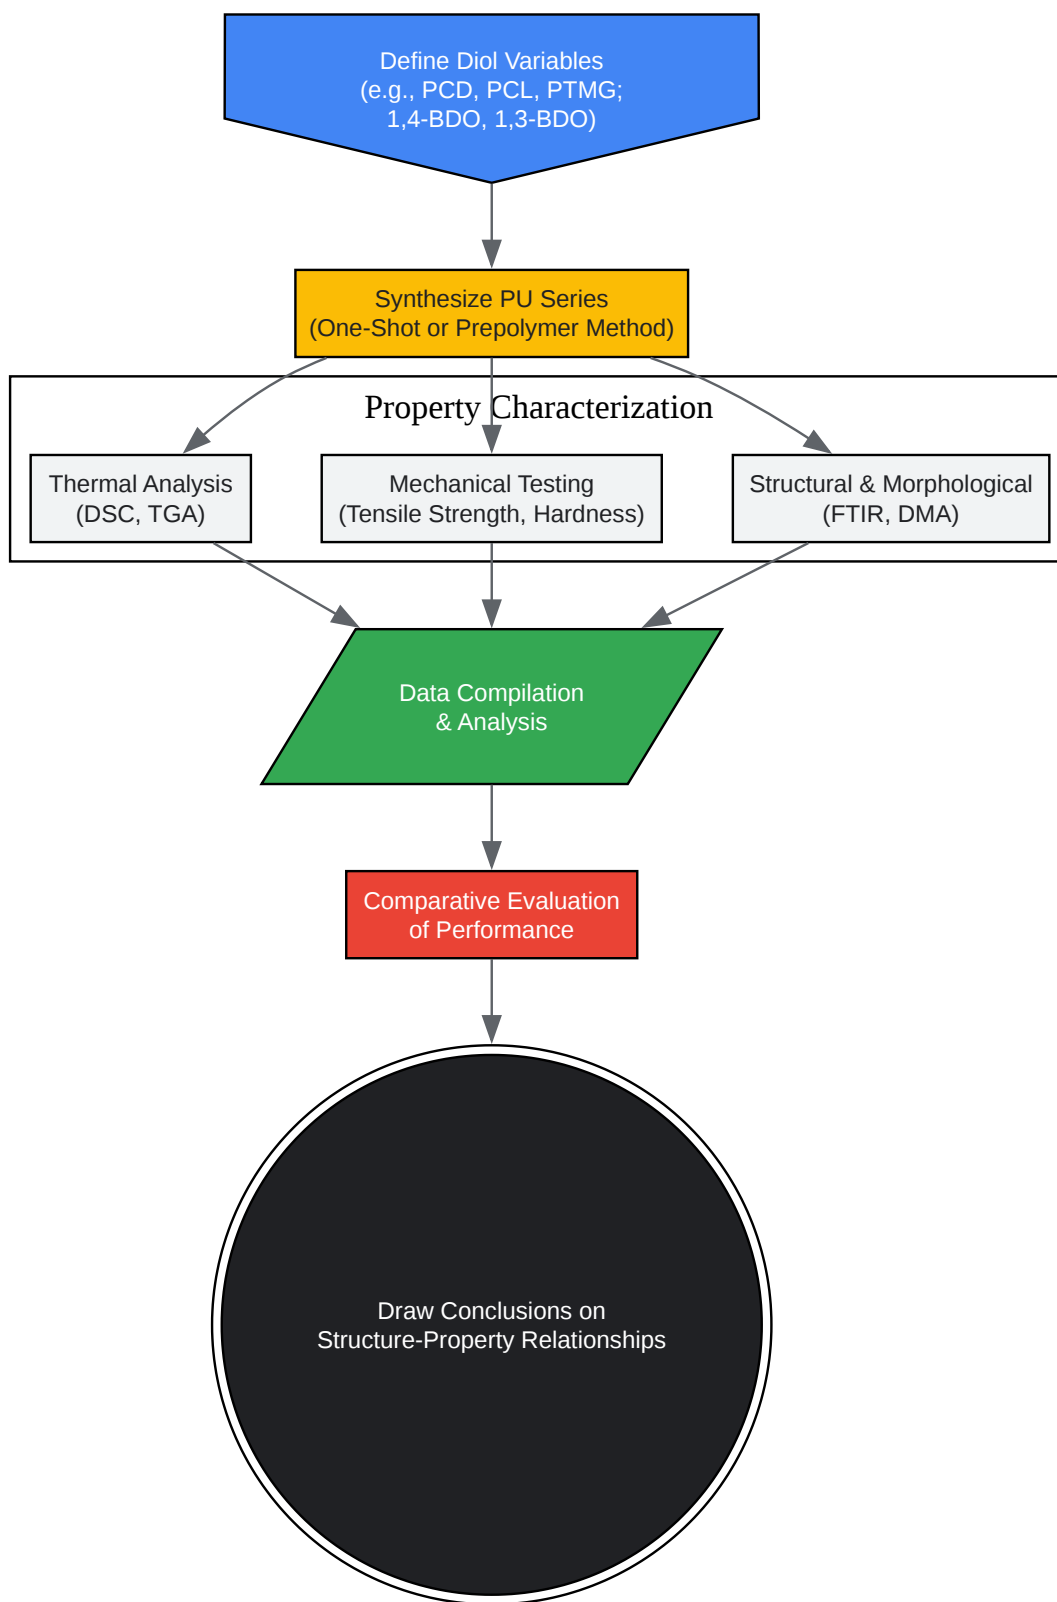 Define Diol Variables
(e.g., PCD, PCL, PTMG;
1,4-BDO, 1,3-BDO)
Synthesize PU Series
(One-Shot or Prepolymer Method)
Property Characterization
Thermal Analysis
(DSC, TGA)
Mechanical Testing
(Tensile Strength, Hardness)
Structural & Morphological
(FTIR, DMA)
Data Compilation
& Analysis
Comparative Evaluation
of Performance
Draw Conclusions on
Structure-Property Relationships